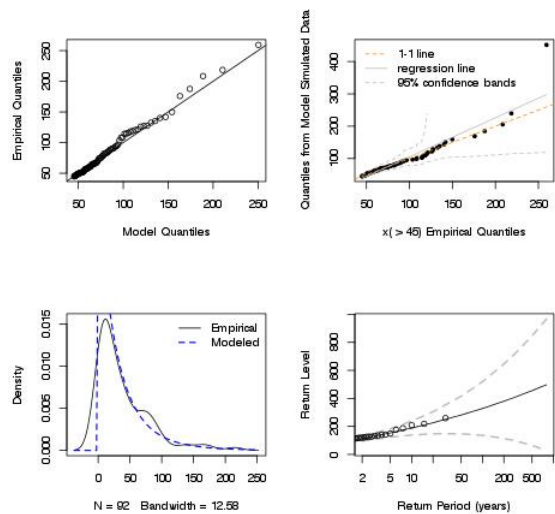 Empirical Quantiles
50 100 150 200 250
50 100 150 200 250
Model Quantiles
Quantiles from Model Simulated Data
100 200 300 400
1-1 line
regression line
95% confidence bands
50 100 150 200 250
x( > 45) Empirical Quantiles
Density
0.000 0.005 0.010 0.015
Empirical
Modeled
0 50 100 150 200 250
N = 92 Bandwidth = 12.58
Return Level
0 200 400 600 800
2 5 10 50 100 500
Return Period (years)